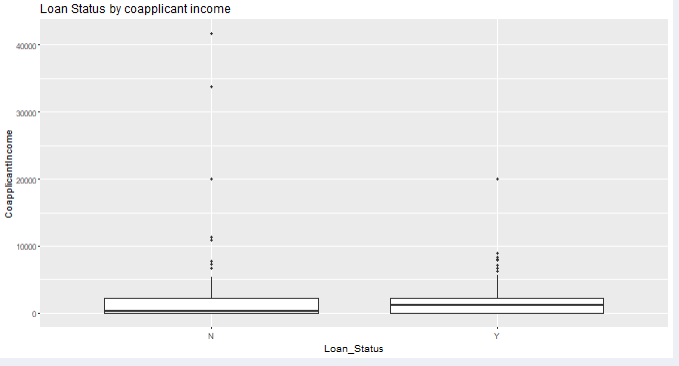 Loan Status by coapplicant income
CoapplicantIncome
40000
30000
20000
10000
0
N
Y
Loan_Status